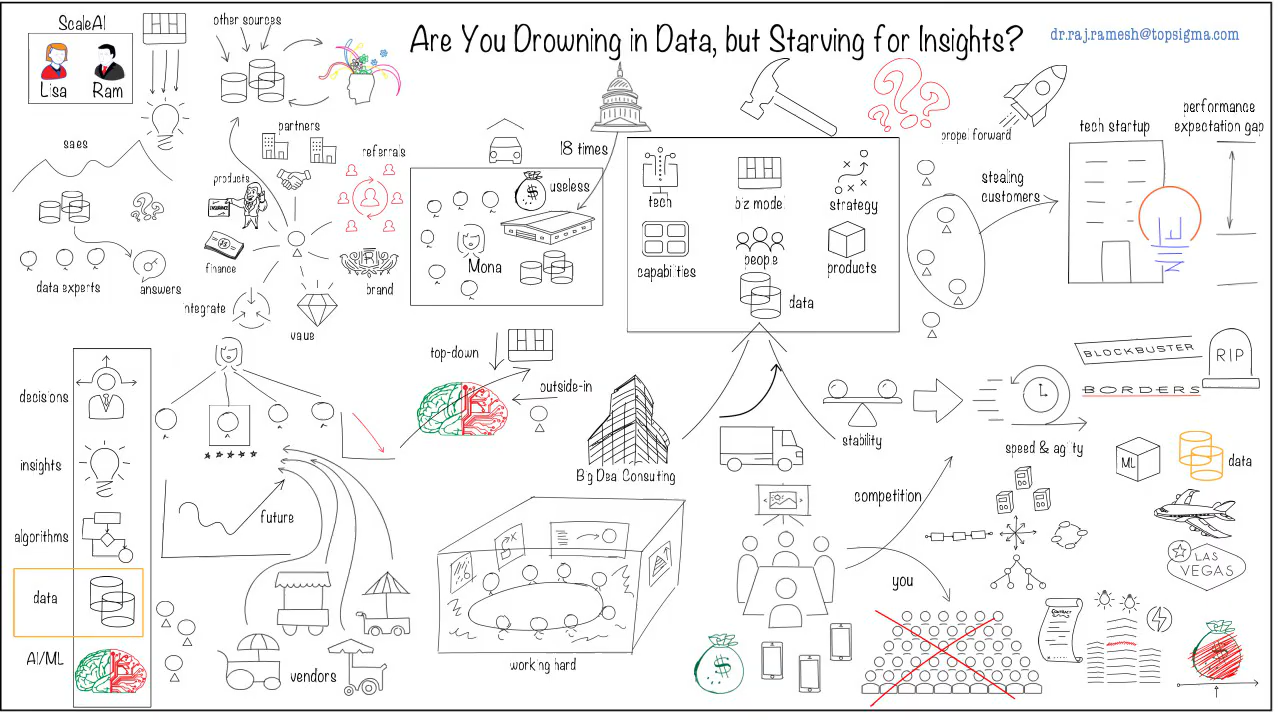 Are You Drowning in Data, but Starving for Insights?
dr.raj.ramesh@topsigma.com
ScaleAI
Lisa
Ram
other sources
sales
data experts
answers
partners
products
INSURANCE
finance
integrate
value
referrals
R
brand
18 times
useless
$
Mona
tech
biz model
strategy
capabilities
people
products
data
propel forward
stealing
customers
tech startup
performance
expectation gap
top-down
outside-in
BLOCKBUSTER
BORDERS
RIP
decisions
insights
algorithms
data
AI/ML
future
vendors
Big Deal Consulting
working hard
stability
speed & agility
ML
data
competition
you
LAS
VEGAS
CONTRACT
$
$